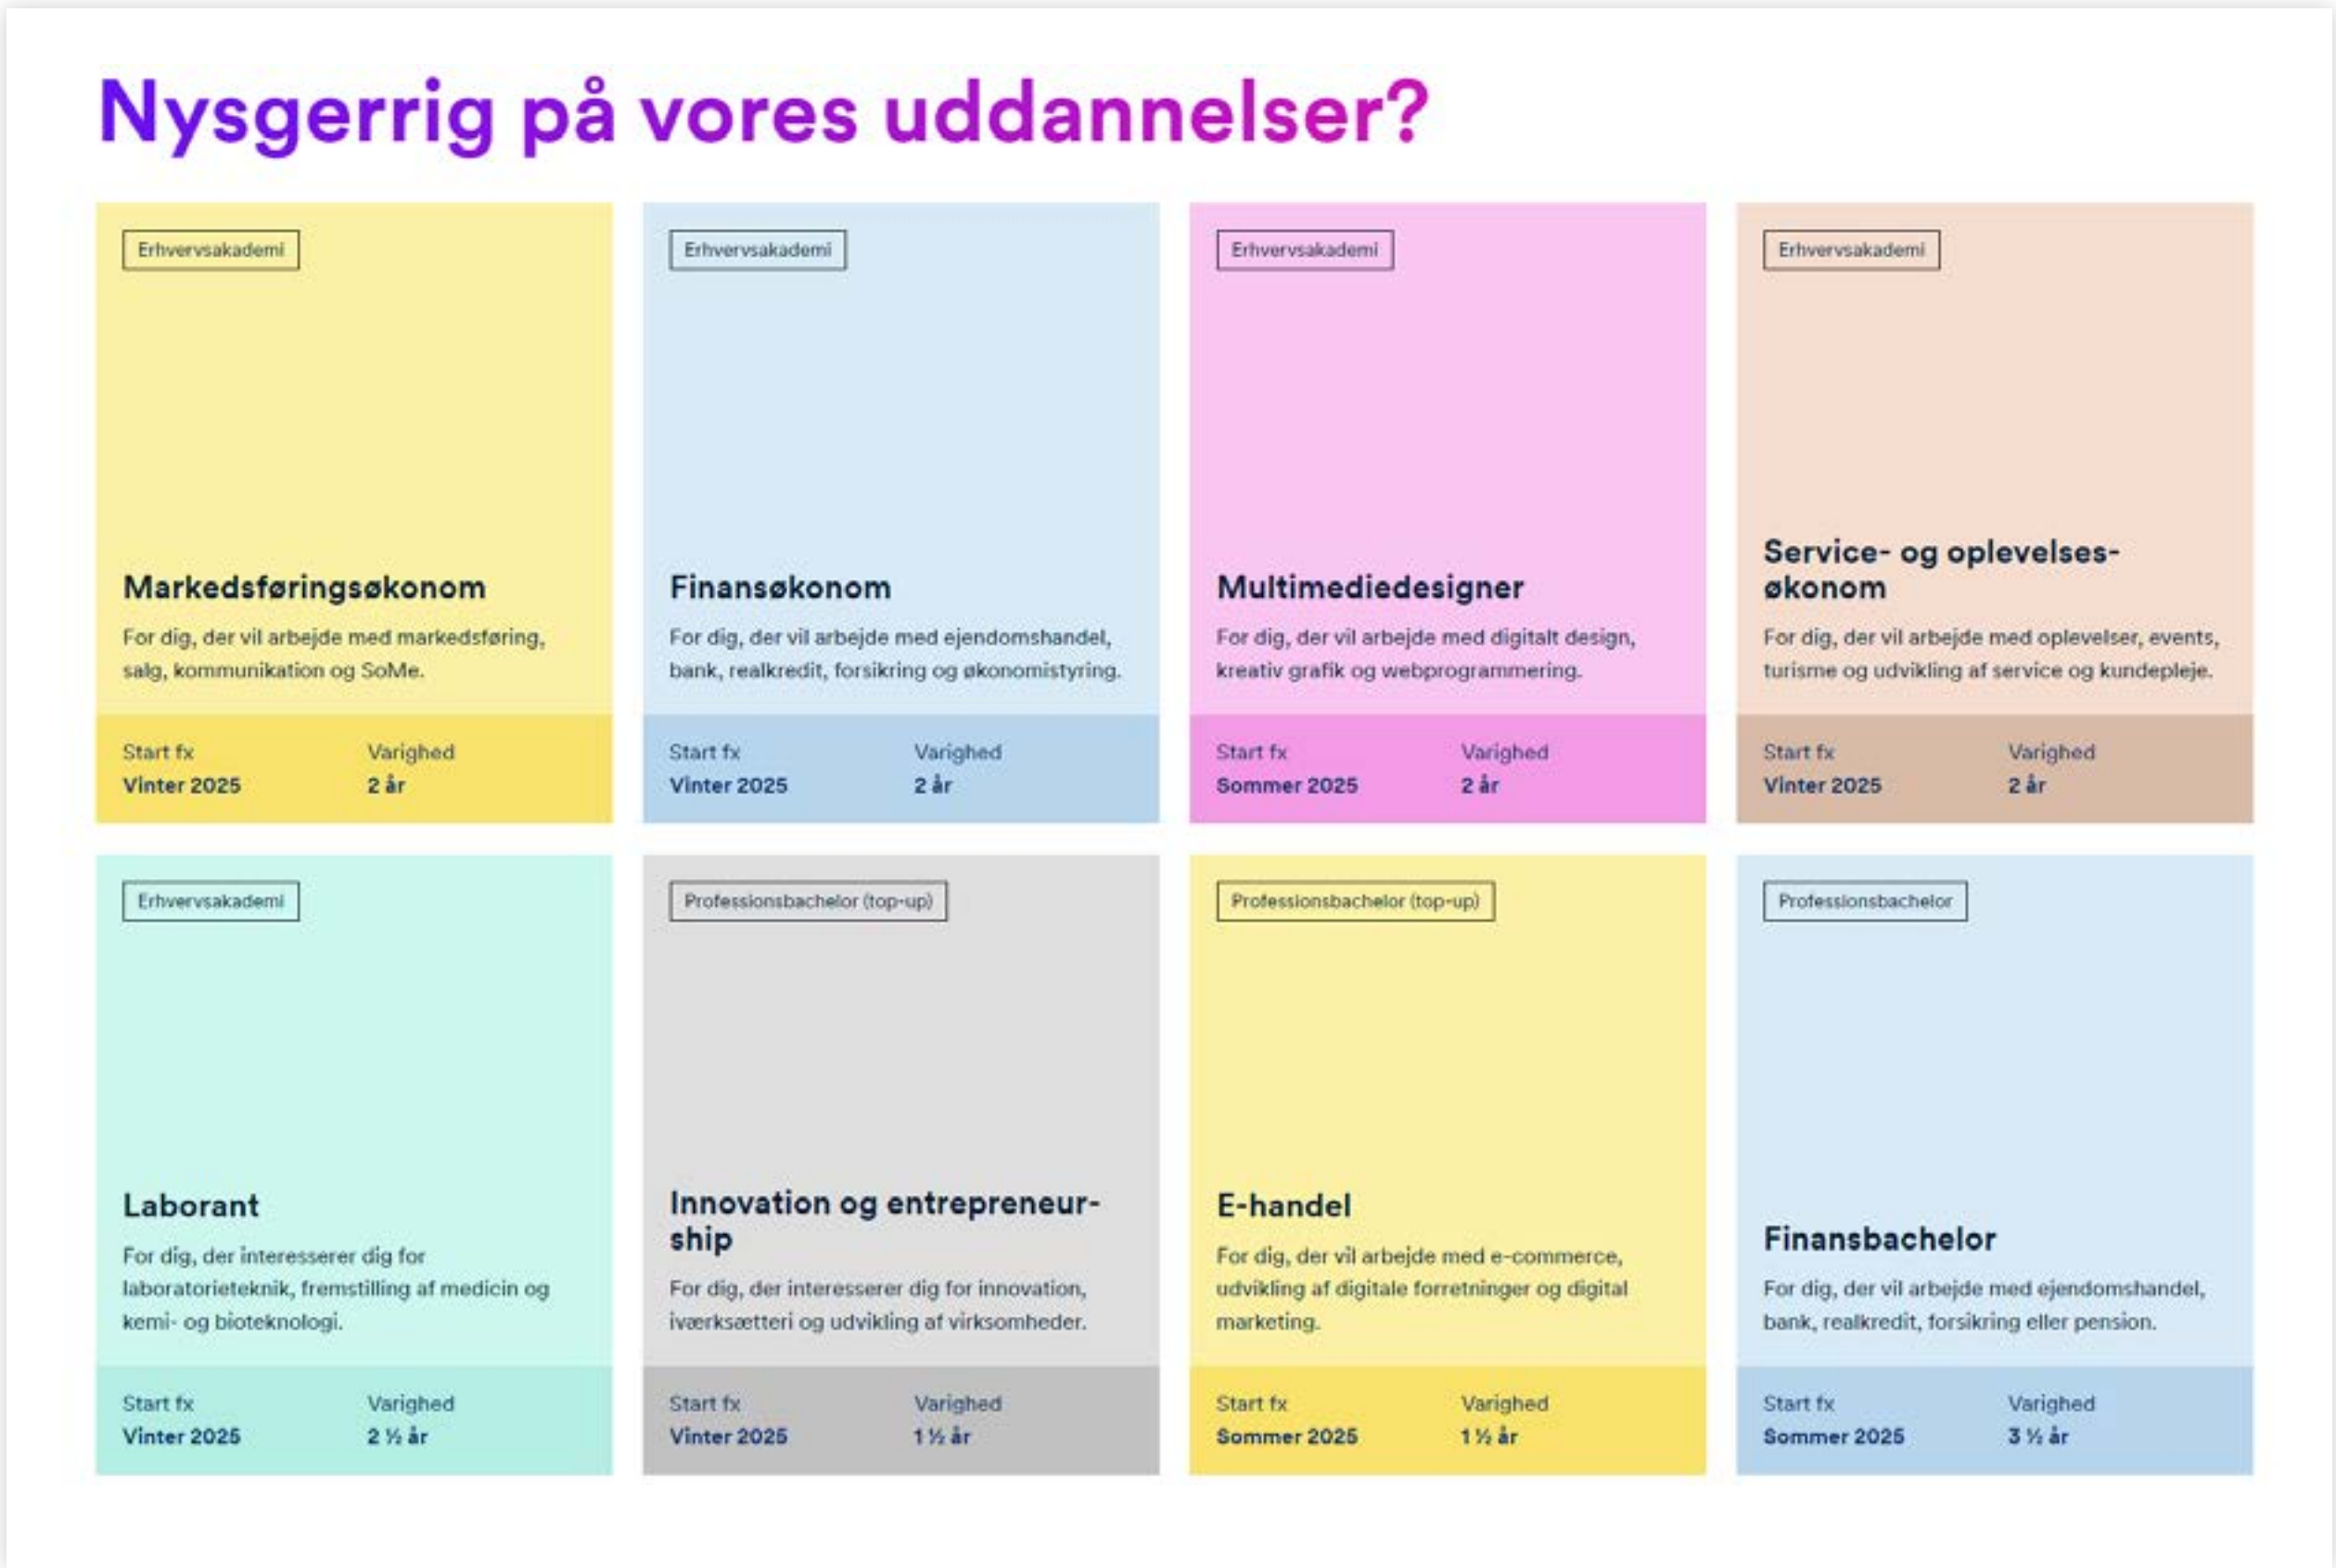 Nysgerrig på vores uddannelser?
Erhvervsakademi
Markedsføringsøkonom
For dig, der vil arbejde med markedsføring,
salg, kommunikation og SoMe.
Start fx
Varighed
Vinter 2025
2 år
Erhvervsakademi
Finansøkonom
For dig, der vil arbejde med ejendomshandel,
bank, realkredit, forsikring og økonomistyring.
Start fx
Varighed
Vinter 2025
2 år
Erhvervsakademi
Multimediedesigner
For dig, der vil arbejde med digitalt design,
kreativ grafik og webprogrammering.
Start fx
Varighed
Sommer 2025
2 år
Erhvervsakademi
Service- og oplevelses-
økonom
For dig, der vil arbejde med oplevelser, events,
turisme og udvikling af service og kundepleje.
Start fx
Varighed
Vinter 2025
2 år
Erhvervsakademi
Laborant
For dig, der interesserer dig for
laboratorieteknik, fremstilling af medicin og
kemi- og bioteknologi.
Start fx
Varighed
Vinter 2025
2 ½ år
Professionsbachelor (top-up)
Innovation og entrepreneur-
ship
For dig, der interesserer dig for innovation,
iværksætteri og udvikling af virksomheder.
Start fx
Varighed
Vinter 2025
1 ½ år
Professionsbachelor (top-up)
E-handel
For dig, der vil arbejde med e-commerce,
udvikling af digitale forretninger og digital
marketing.
Start fx
Varighed
Sommer 2025
1 ½ år
Professionsbachelor
Finansbachelor
For dig, der vil arbejde med ejendomshandel,
bank, realkredit, forsikring eller pension.
Start fx
Varighed
Sommer 2025
3 ½ år